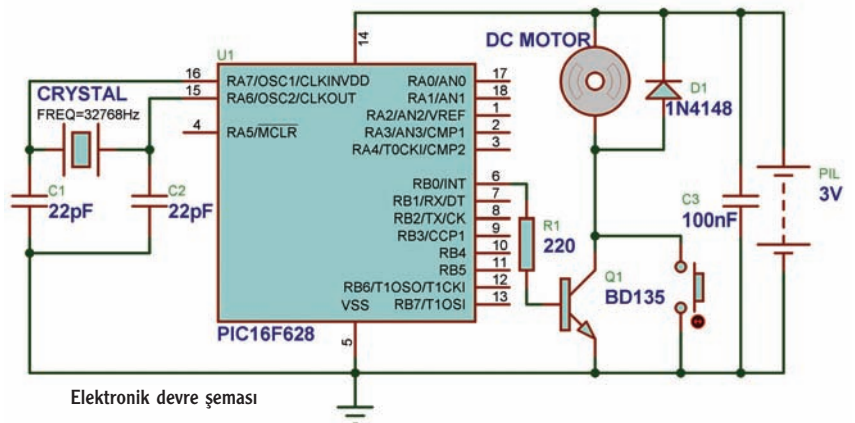 U1
14
DC MOTOR
16
RA7/OSC1/CLKINVDD
RA0/AN0
17
15
RA6/OSC2/CLKOUT
RA1/AN1
18
CRYSTAL
FREQ=32768Hz
RA2/AN2/VREF
1
4
RA5/MCLR
RA3/AN3/CMP1
2
RA4/T0CKI/CMP2
3
D1
1N4148
RB0/INT
6
RB1/RX/DT
7
RB2/TX/CK
8
RB3/CCP1
9
RB4
10
RB5
11
RB6/T1OSO/T1CKI
12
VSS
RB7/T1OSI
13
C1
22pF
C2
22pF
R1
220
C3
100nF
PIL
3V
Q1
BD135
PIC16F628
5
Elektronik devre şeması